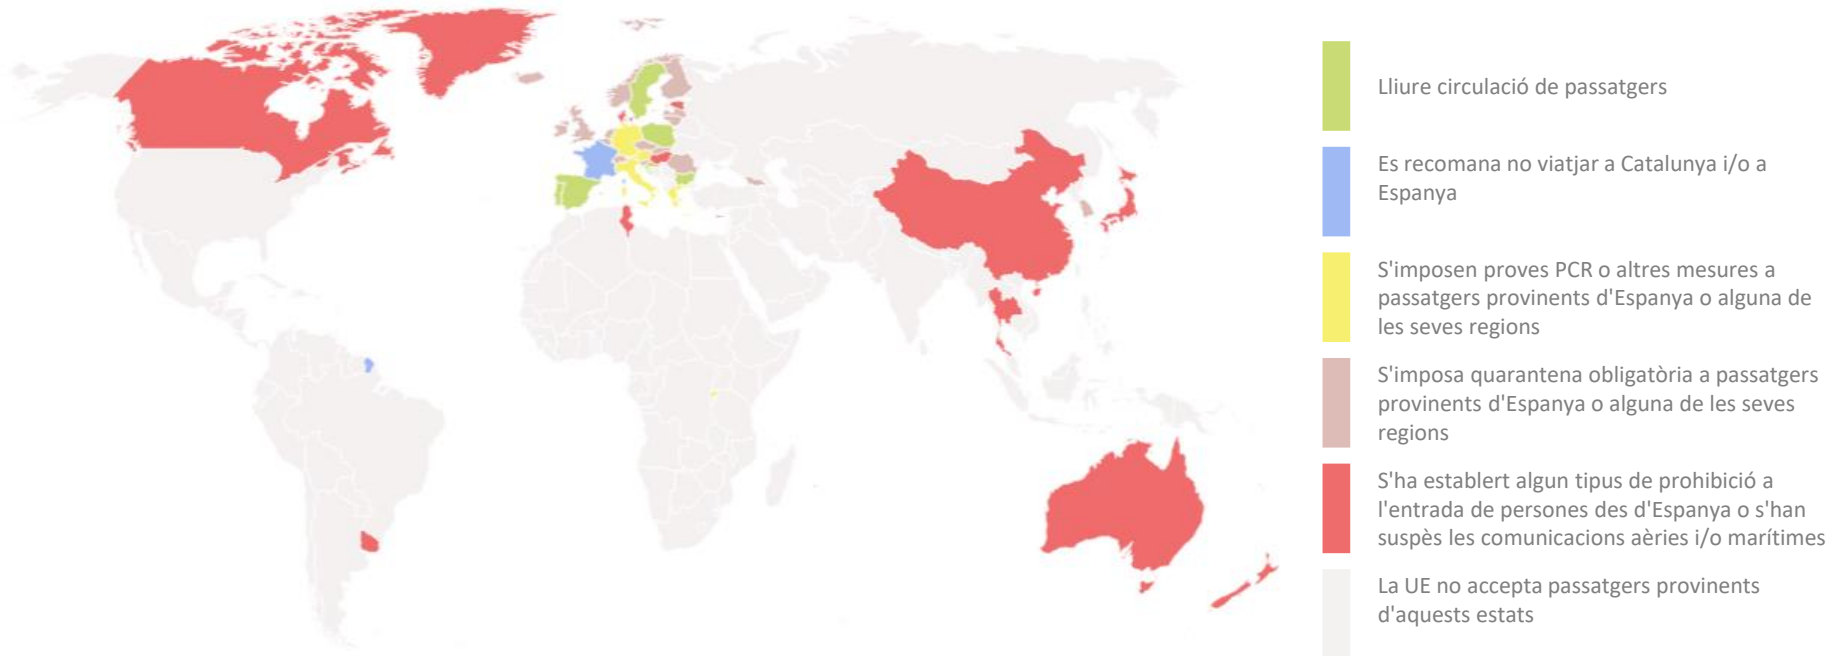 Lliure circulació de passatgers
Es recomana no viatjar a Catalunya i/o a
Espanya
S'imposen proves PCR o altres mesures a
passatgers provinents d'Espanya o alguna de
les seves regions
S'imposa quarantena obligatòria a passatgers
provinents d'Espanya o alguna de les seves
regions
S'ha establert algun tipus de prohibició a
l'entrada de persones des d'Espanya o s'han
suspès les comunicacions aèries i/o marítimes
La UE no accepta passatgers provinents
d'aquests estats